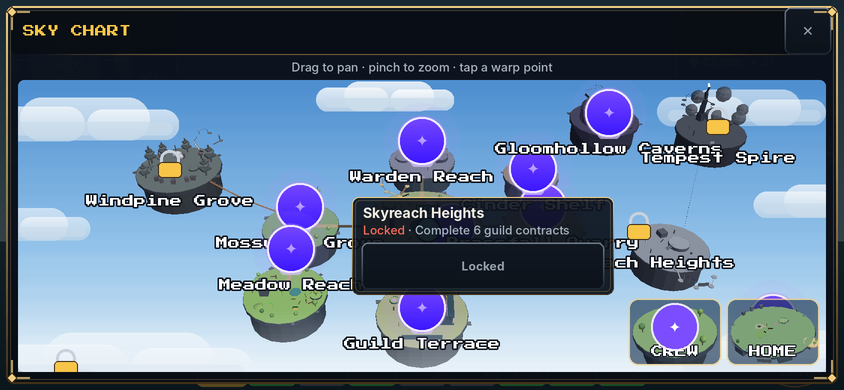 SKY CHART
×
Drag to pan · pinch to zoom · tap a warp point
Gloomhollow Caverns
Tempest Spire
Warden Reach
Windpine Grove
Skyreach Heights
Locked · Complete 6 guild contracts
Locked
Meadow Reach
Heights
Guild Terrace
CREW
HOME